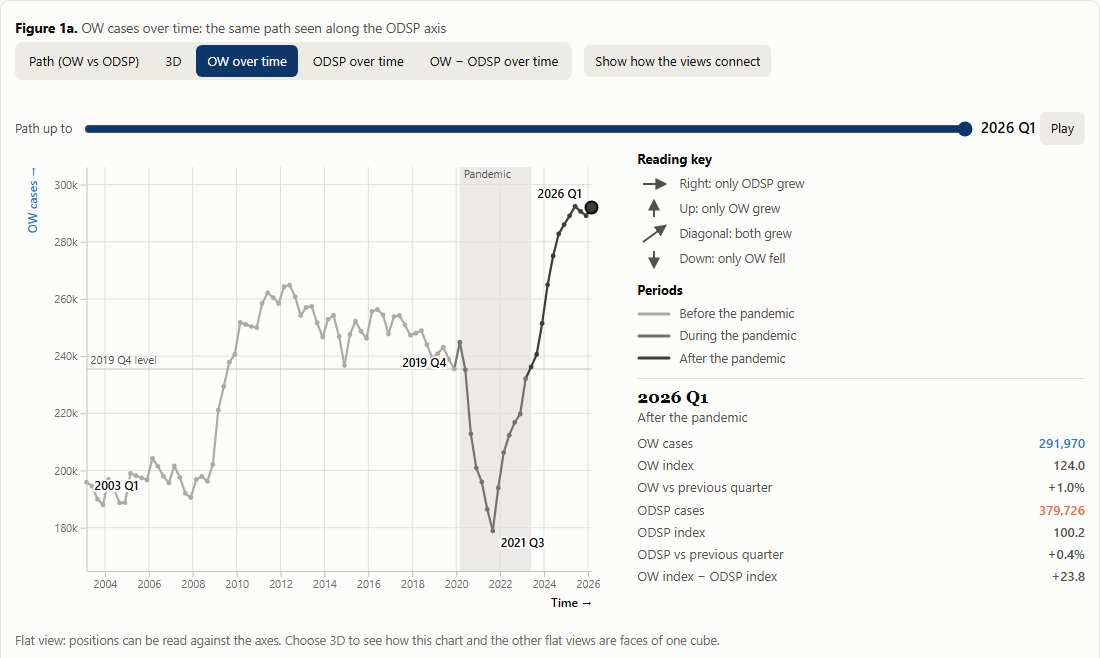 Figure 1a. OW cases over time: the same path seen along the ODSP axis
Path (OW vs ODSP) 3D OW over time ODSP over time OW − ODSP over time Show how the views connect
Path up to 2026 Q1 Play
OW cases →
300k
280k
260k
240k
220k
200k
180k
Pandemic
2026 Q1
2019 Q4 level
2019 Q4
2003 Q1
2021 Q3
2004 2006 2008 2010 2012 2014 2016 2018 2020 2022 2024 2026
Time →
Reading key
Right: only ODSP grew
Up: only OW grew
Diagonal: both grew
Down: only OW fell
Periods
Before the pandemic
During the pandemic
After the pandemic
2026 Q1
After the pandemic
OW cases 291,970
OW index 124.0
OW vs previous quarter +1.0%
ODSP cases 379,726
ODSP index 100.2
ODSP vs previous quarter +0.4%
OW index − ODSP index +23.8
Flat view: positions can be read against the axes. Choose 3D to see how this chart and the other flat views are faces of one cube.